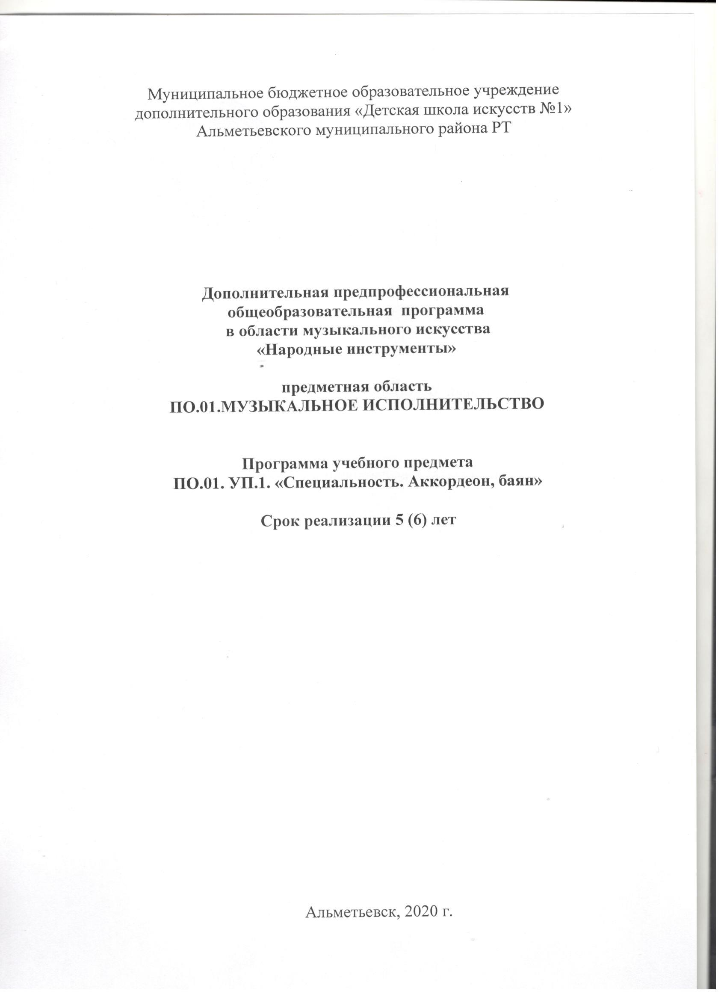 Муниципальное бюджетное образовательное учреждение
дополнительного образования «Детская школа искусств №1»
Альметьевского муниципального района РТ
Дополнительная предпрофессиональная
общеобразовательная программа
в области музыкального искусства
«Народные инструменты»
предметная область
ПО.01.МУЗЫКАЛЬНОЕ ИСПОЛНИТЕЛЬСТВО
Программа учебного предмета
ПО.01. УП.1. «Специальность. Аккордеон, баян»
Срок реализации 5 (6) лет
Альметьевск, 2020 г.